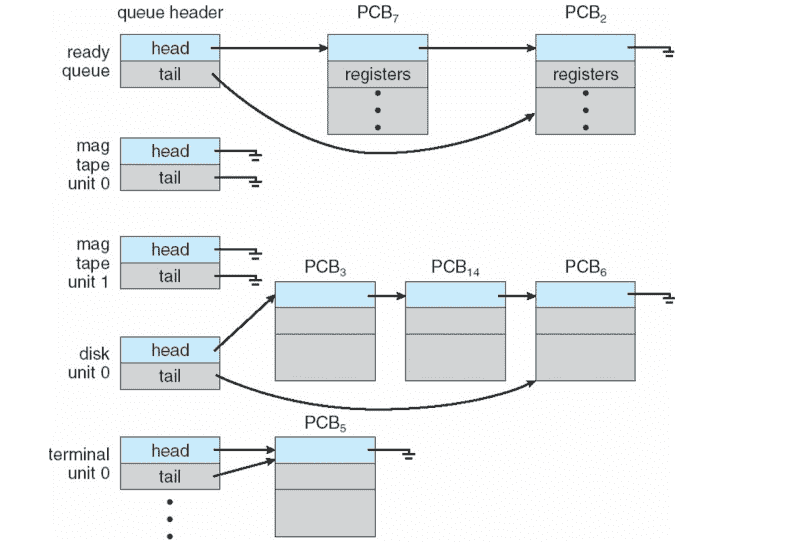 queue header
PCB₇
PCB₂
ready
queue
head
tail
registers
registers
mag
tape
unit 0
head
tail
mag
tape
unit 1
head
tail
PCB₃
PCB₁₄
PCB₆
disk
unit 0
head
tail
PCB₅
terminal
unit 0
head
tail